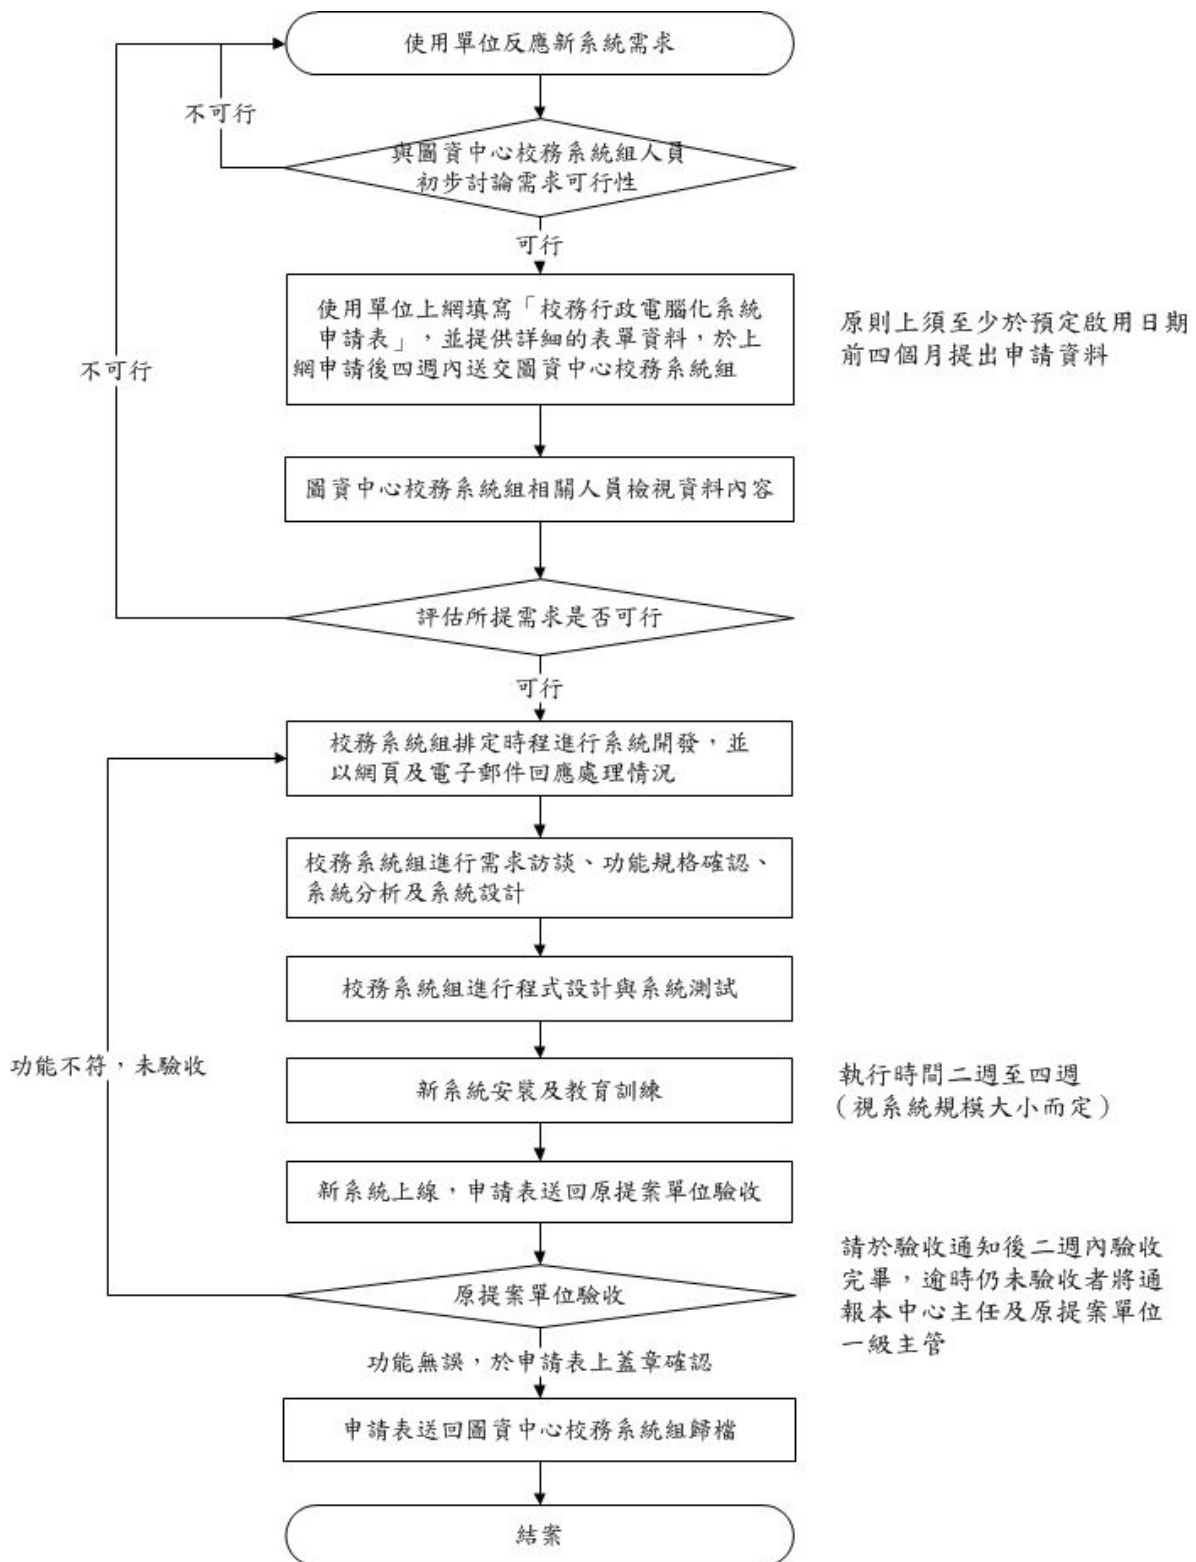 使用單位反應新系統需求
不可行
與圖資中心校務系統組人員
初步討論需求可行性
可行
使用單位上網填寫「校務行政電腦化系統
申請表」，並提供詳細的表單資料，於上
網申請後四週內送交圖資中心校務系統組
原則上須至少於預定啟用日期
前四個月提出申請資料
不可行
圖資中心校務系統組相關人員檢視資料內容
評估所提需求是否可行
可行
校務系統組排定時程進行系統開發，並
以網頁及電子郵件回應處理情況
校務系統組進行需求訪談、功能規格確認、
系統分析及系統設計
校務系統組進行程式設計與系統測試
功能不符，未驗收
新系統安裝及教育訓練
執行時間二週至四週
（視系統規模大小而定）
新系統上線，申請表送回原提案單位驗收
原提案單位驗收
請於驗收通知後二週內驗收
完畢，逾時仍未驗收者將通
報本中心主任及原提案單位
一級主管
功能無誤，於申請表上蓋章確認
申請表送回圖資中心校務系統組歸檔
結案